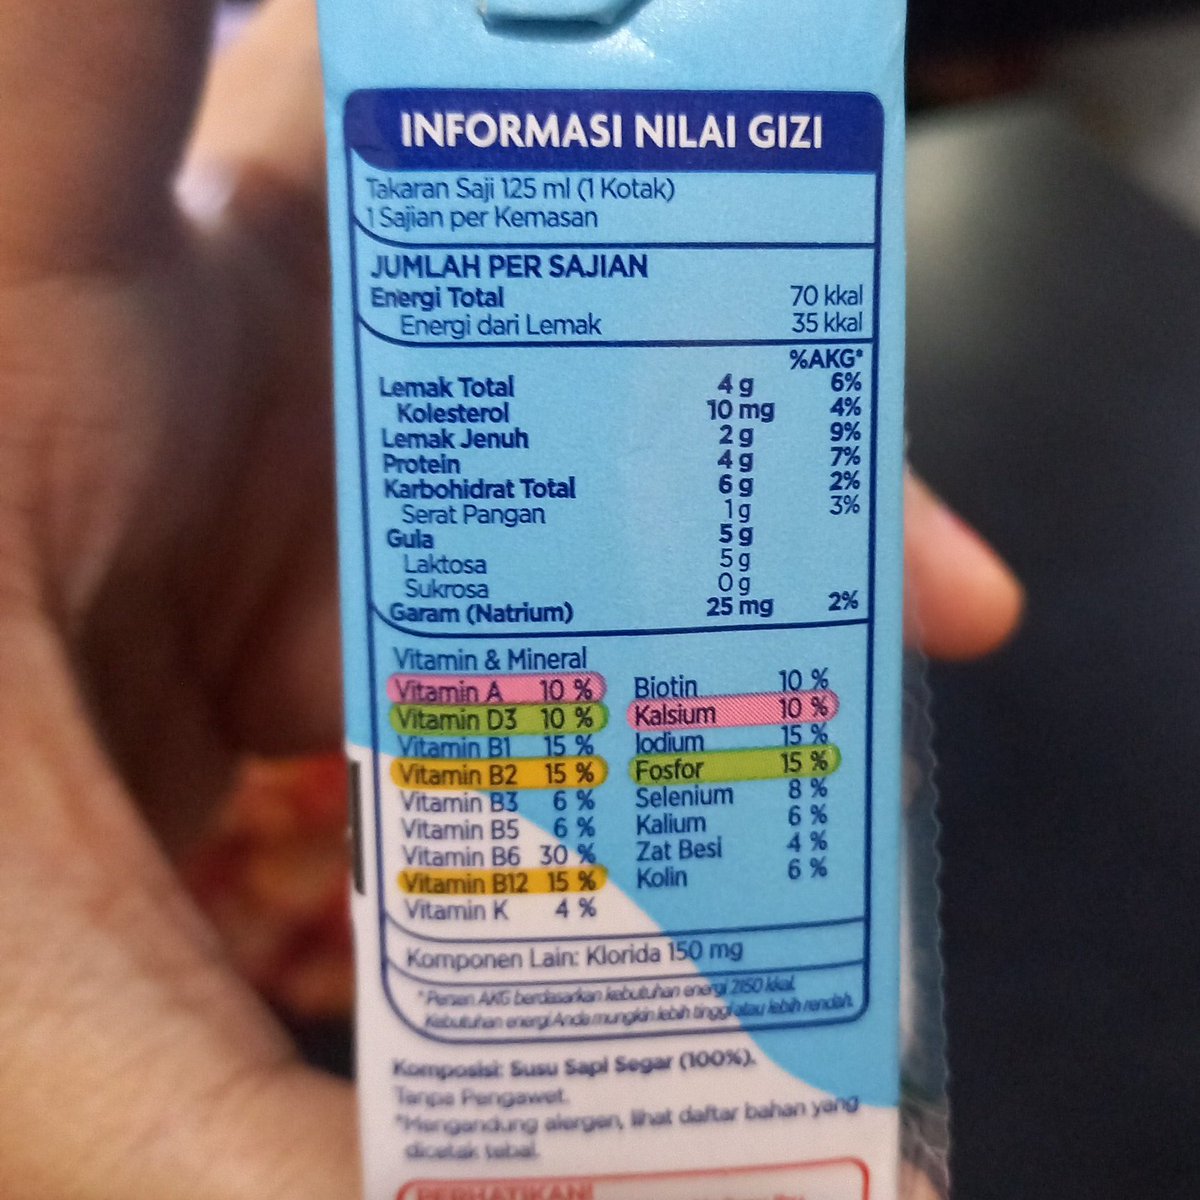 INFORMASI NILAI GIZI
Takaran Saji 125 ml (1 Kotak)
1 Sajian per Kemasan
JUMLAH PER SAJIAN
Energi Total 70 kkal
Energi dari Lemak 35 kkal
%AKG*
Lemak Total 4 g 6%
Kolesterol 10 mg 4%
Lemak Jenuh 2 g 9%
Protein 4 g 7%
Karbohidrat Total 6 g 2%
Serat Pangan 1 g 3%
Gula 5 g
Laktosa 5 g
Sukrosa 0 g
Garam (Natrium) 25 mg 2%
Vitamin & Mineral
Vitamin A 10 % Biotin 10 %
Vitamin D3 10 % Kalsium 10 %
Vitamin B1 15 % Iodium 15 %
Vitamin B2 15 % Fosfor 15 %
Vitamin B3 6 % Selenium 8 %
Vitamin B5 6 % Kalium 6 %
Vitamin B6 30 % Zat Besi 4 %
Vitamin B12 15 % Kolin 6 %
Vitamin K 4 %
Komponen Lain: Klorida 150 mg
*Persen AKG berdasarkan kebutuhan energi 2150 kkal.
Kebutuhan energi Anda mungkin lebih tinggi atau lebih rendah.
Komposisi: Susu Sapi Segar (100%).
Tanpa Pengawet.
*Mengandung alergen, lihat daftar bahan yang
dicetak tebal.
PERHATIKAN!